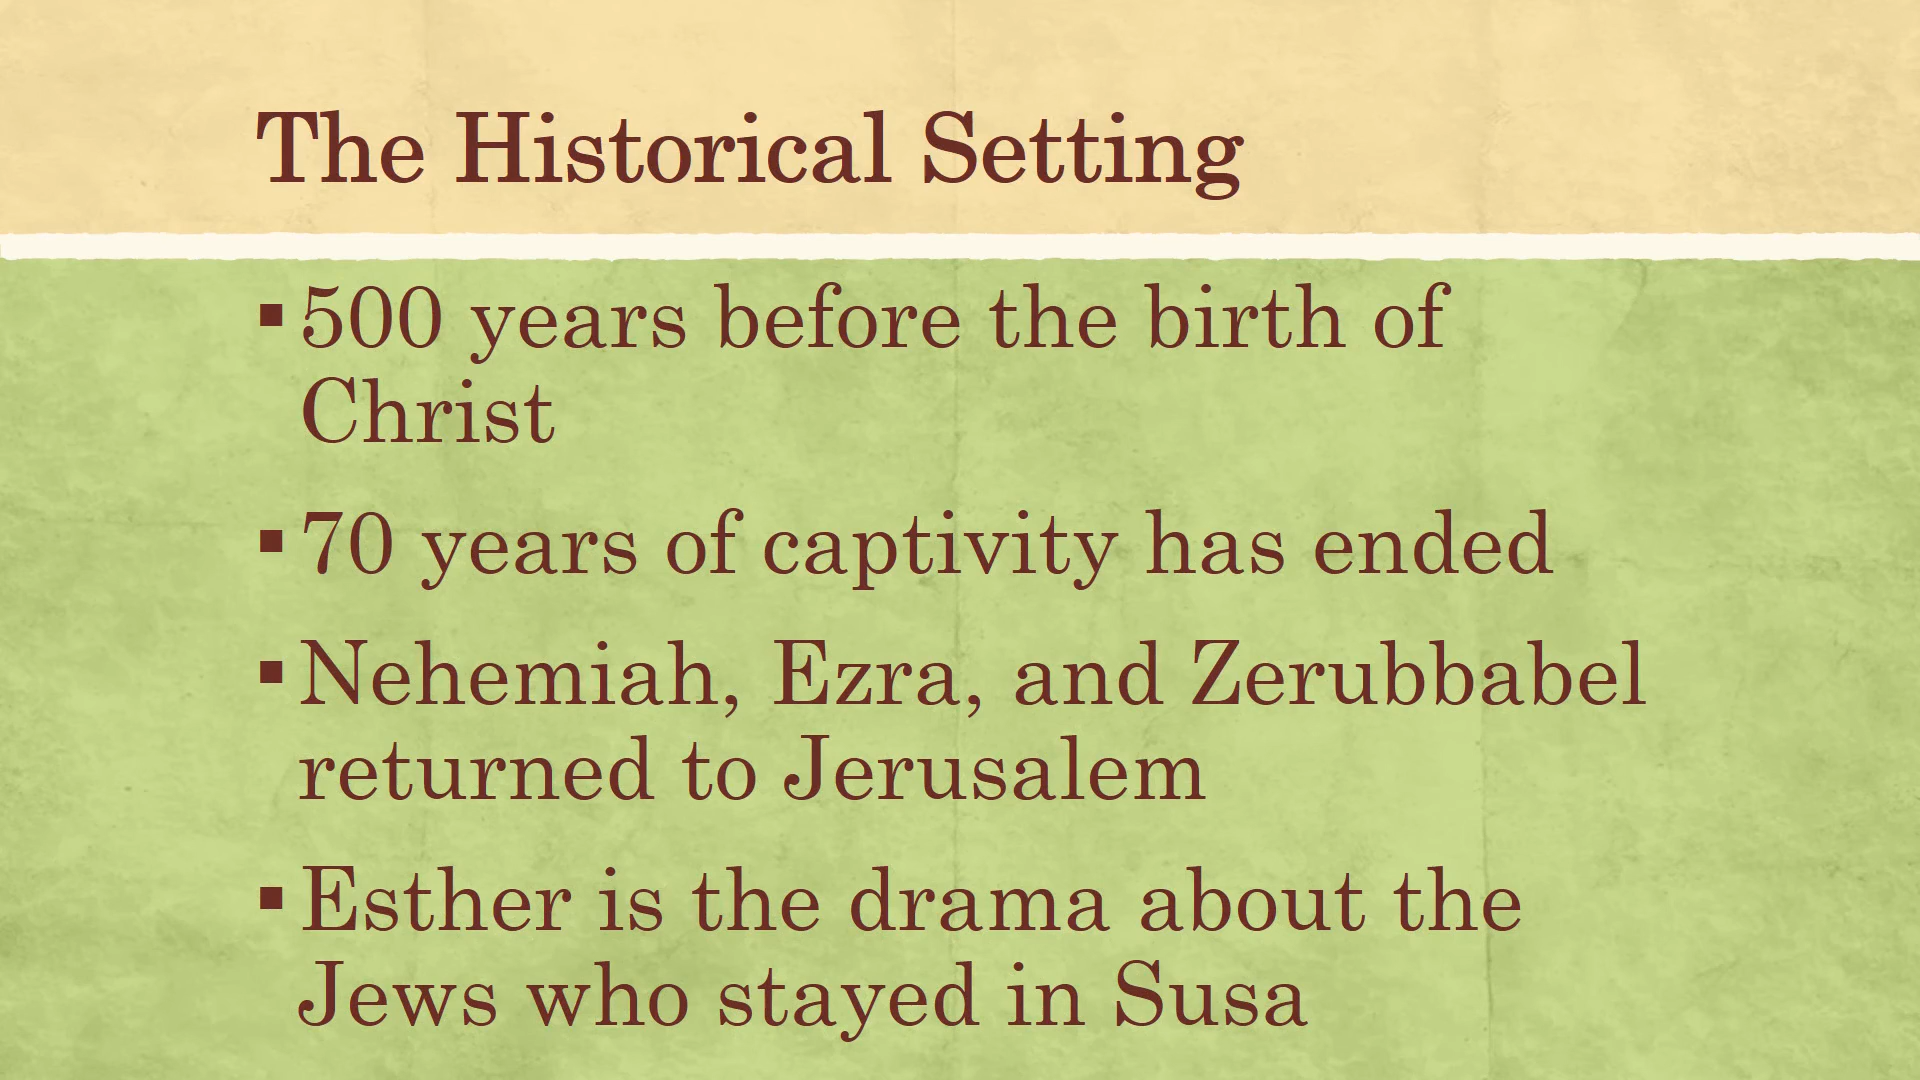 The Historical Setting
▪500 years before the birth of
Christ
▪70 years of captivity has ended
▪Nehemiah, Ezra, and Zerubbabel
returned to Jerusalem
▪Esther is the drama about the
Jews who stayed in Susa